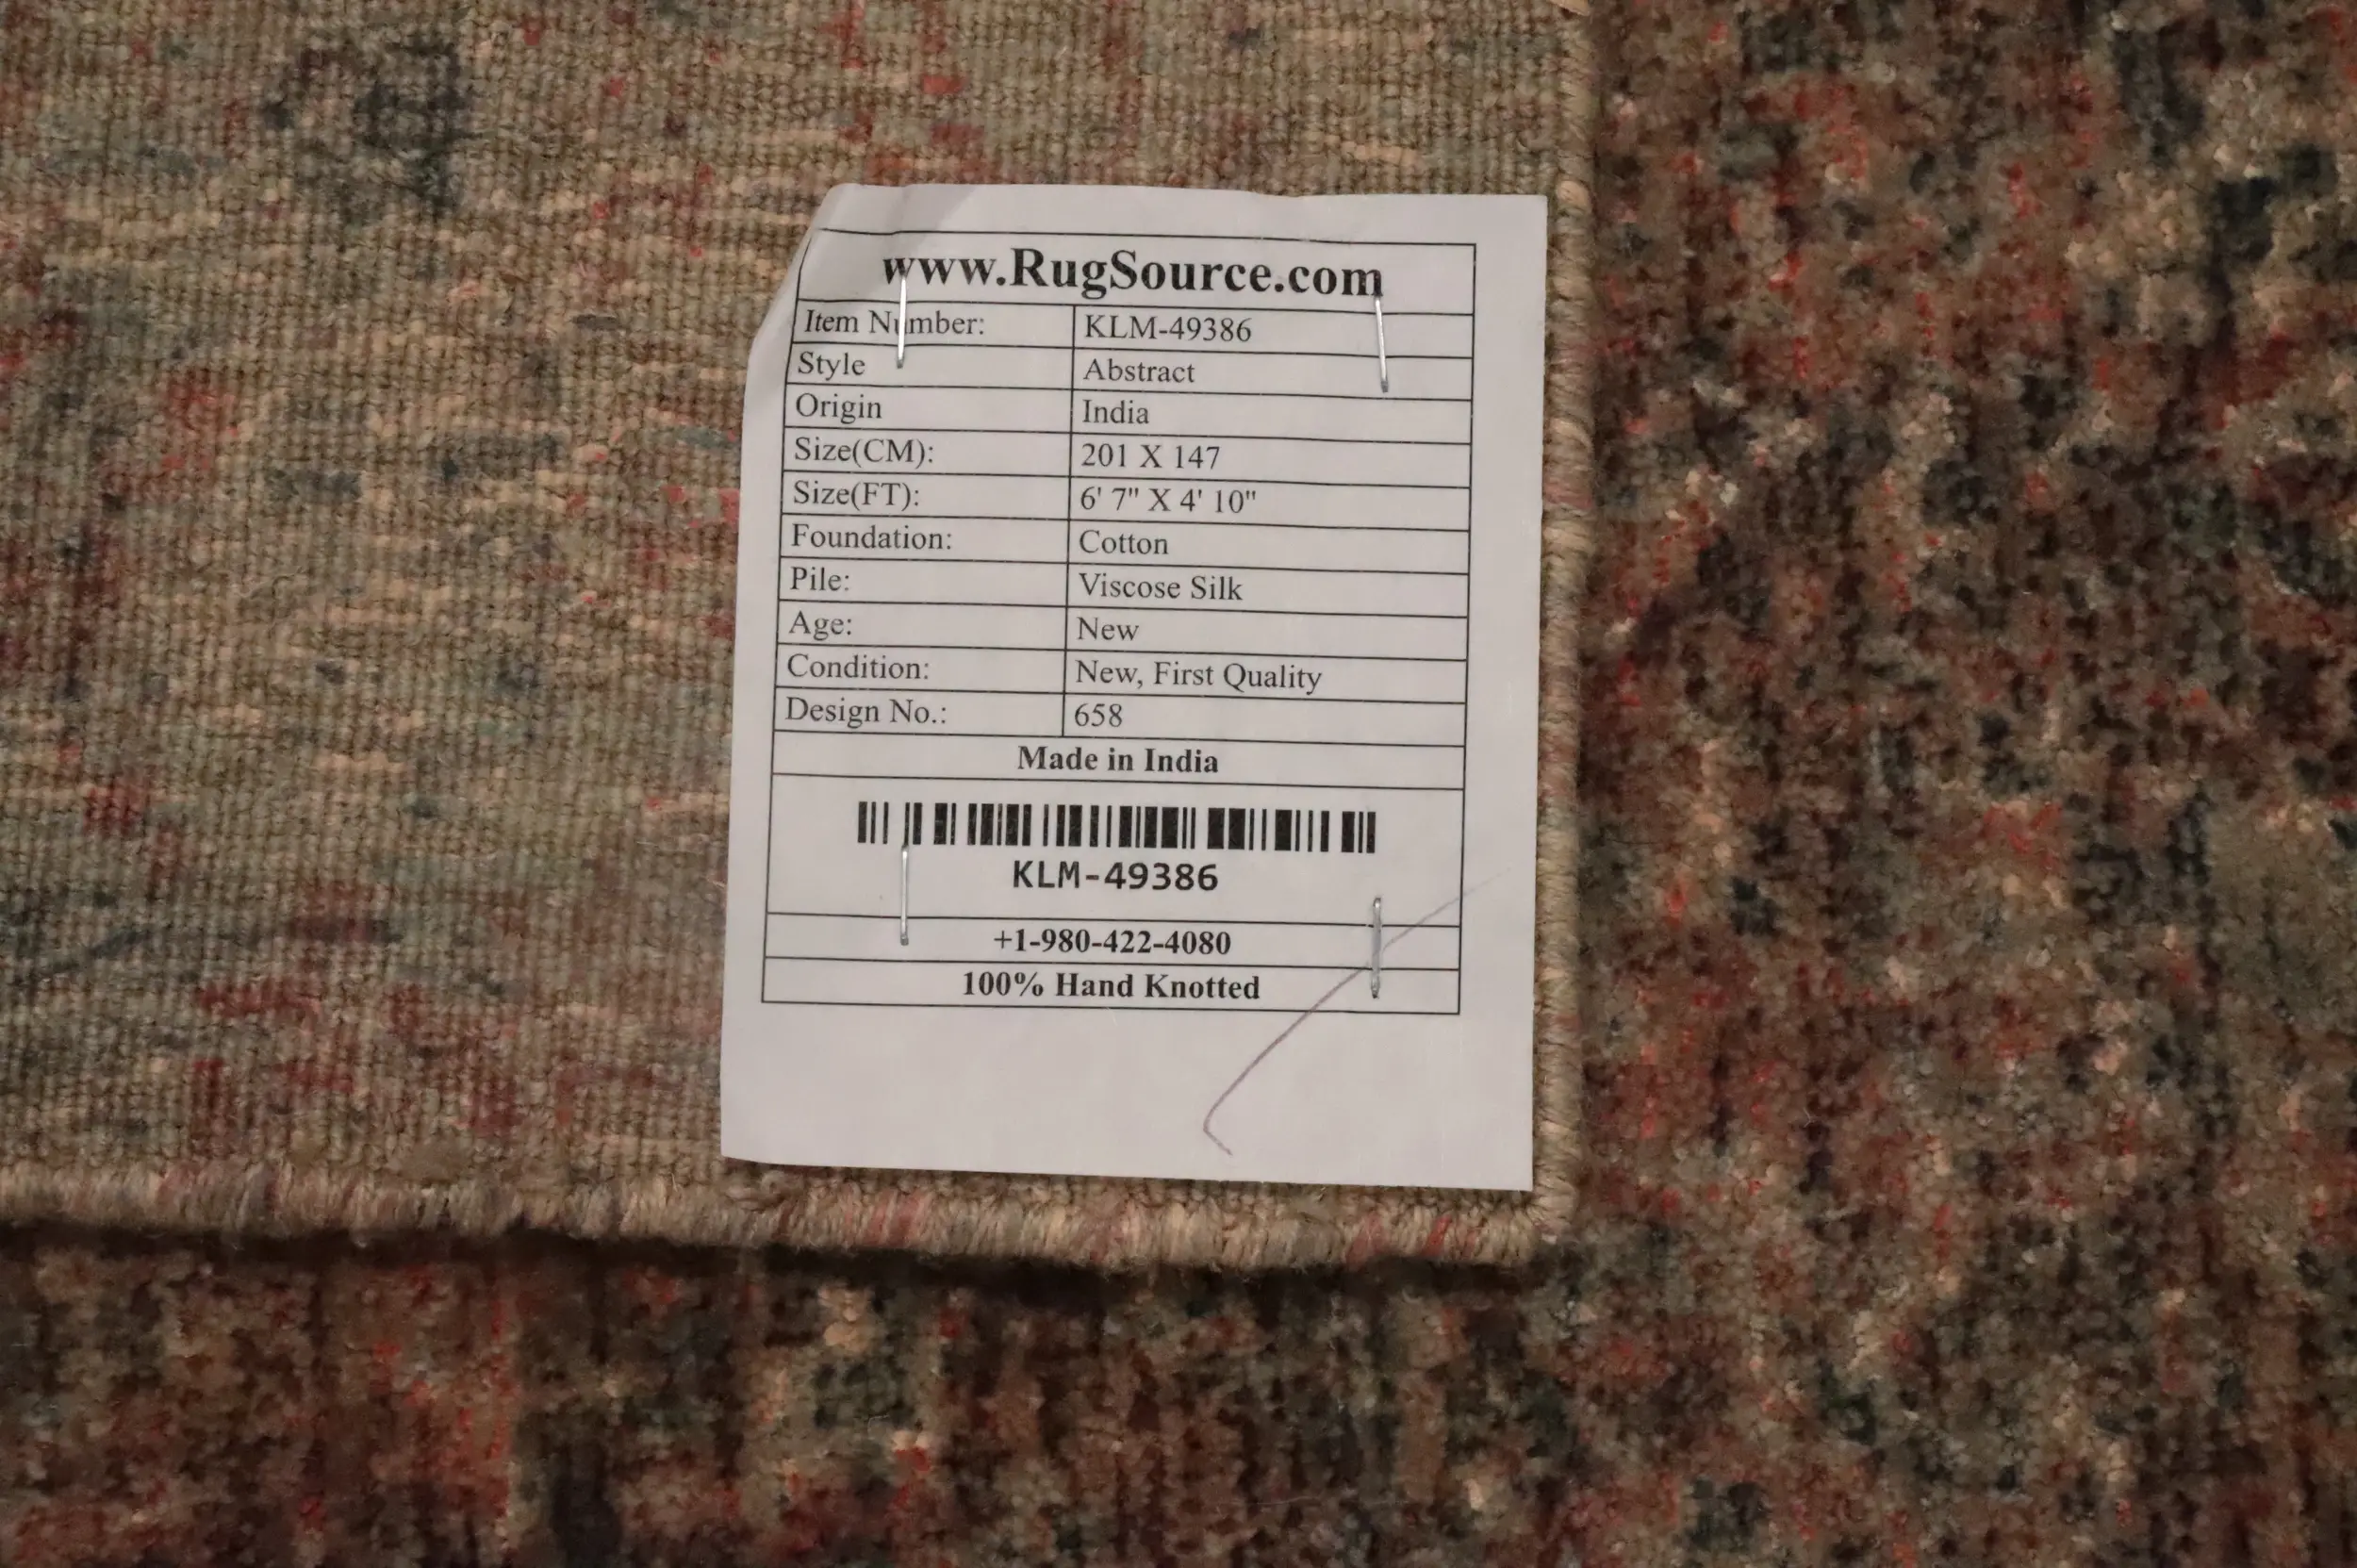 www.RugSource.com
Item Number: KLM-49386
Style Abstract
Origin India
Size(CM): 201 X 147
Size(FT): 6' 7" X 4' 10"
Foundation: Cotton
Pile: Viscose Silk
Age: New
Condition: New, First Quality
Design No.: 658
Made in India
KLM-49386
+1-980-422-4080
100% Hand Knotted